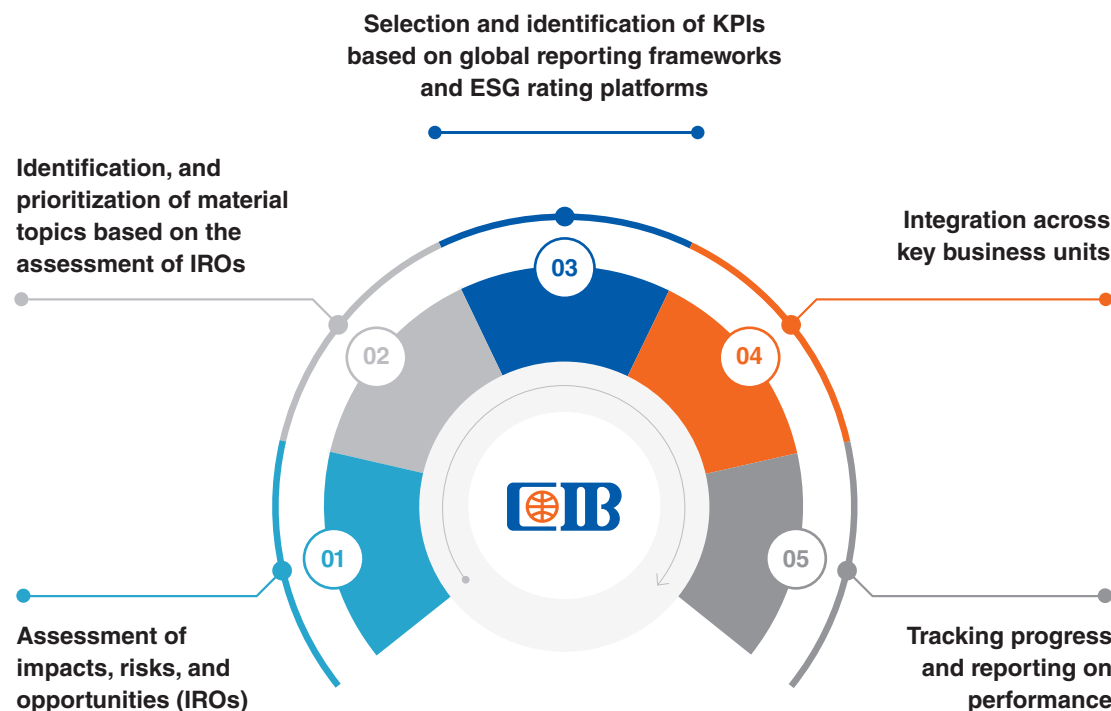 Selection and identification of KPIs
based on global reporting frameworks
and ESG rating platforms
Identification, and
prioritization of material
topics based on the
assessment of IROs
Integration across
key business units
03
02
04
CIB
01
05
Assessment of
impacts, risks, and
opportunities (IROs)
Tracking progress
and reporting on
performance